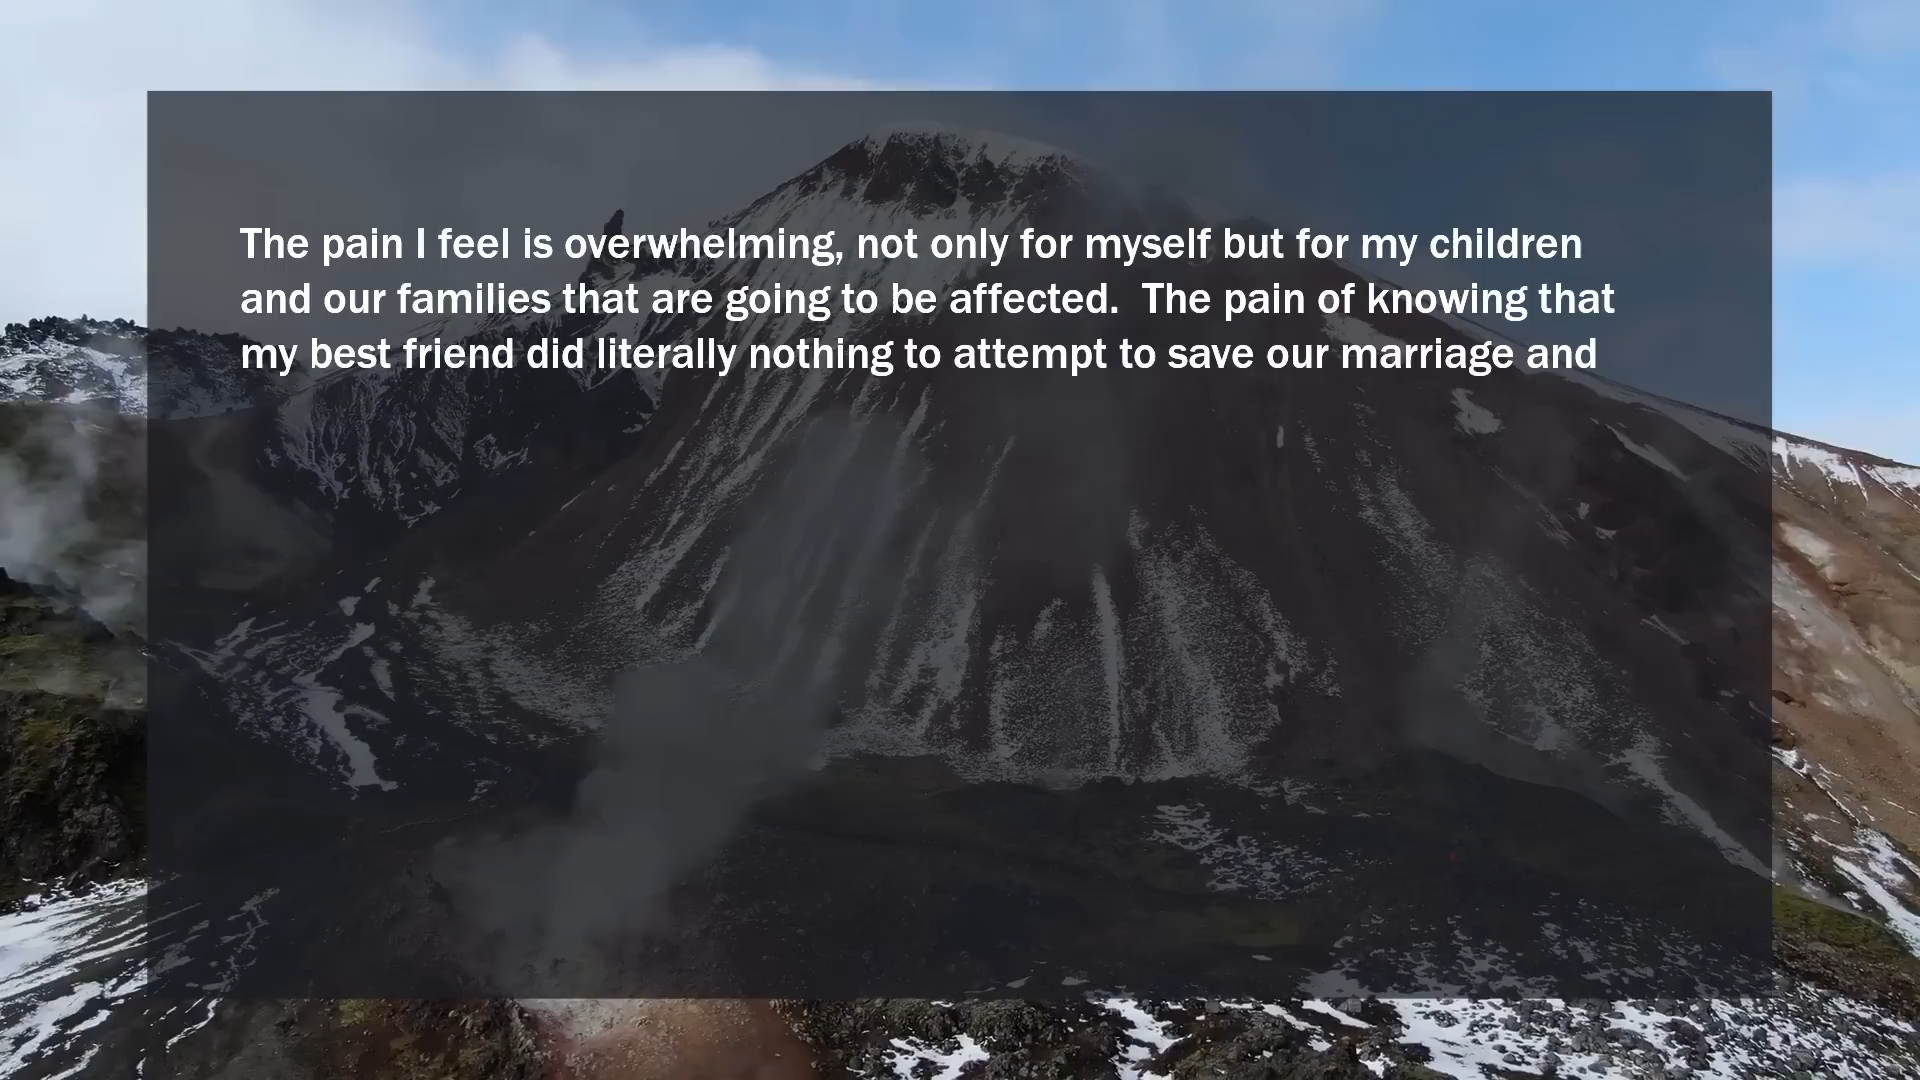 The pain I feel is overwhelming, not only for myself but for my children
and our families that are going to be affected.  The pain of knowing that
my best friend did literally nothing to attempt to save our marriage and